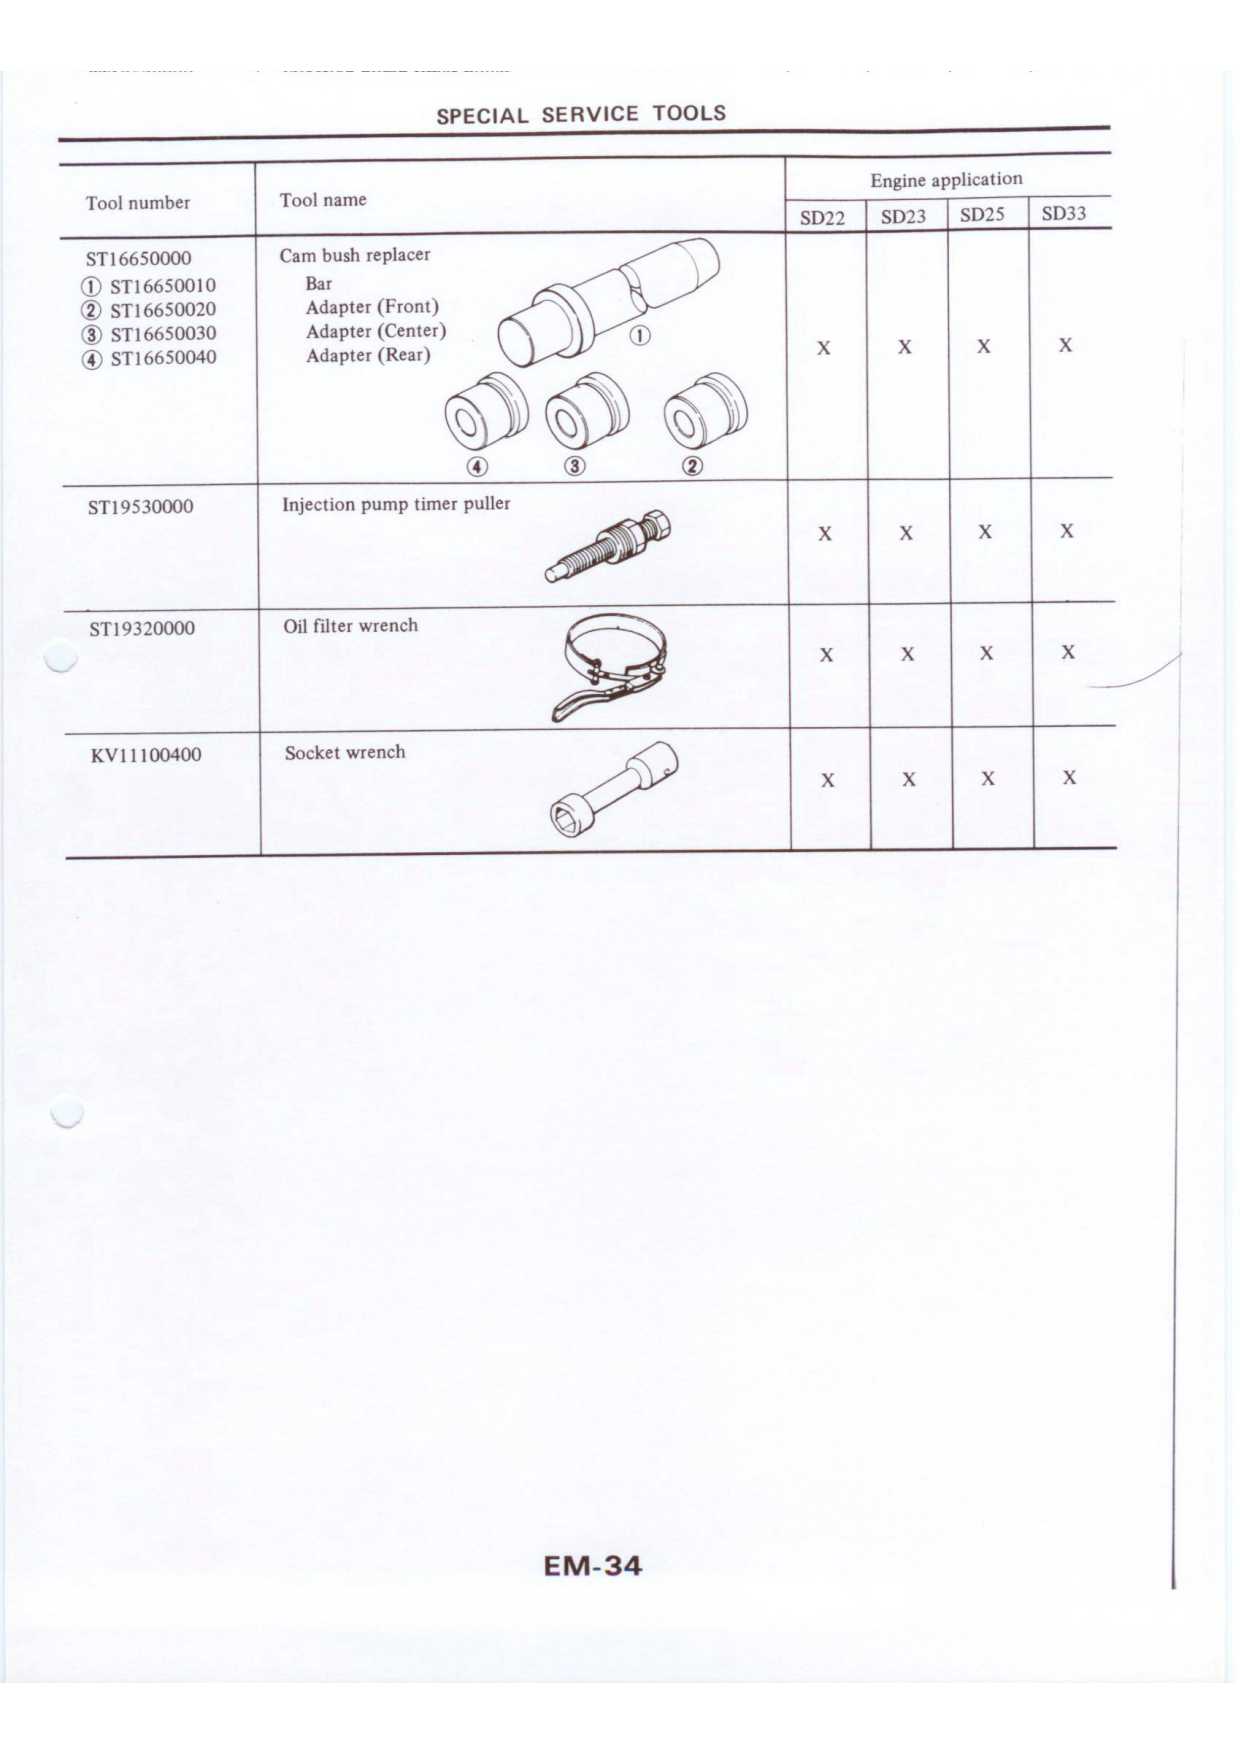 SPECIAL SERVICE TOOLS
Tool number Tool name Engine application
SD22 SD23 SD25 SD33
ST16650000 Cam bush replacer
① ST16650010 Bar
② ST16650020 Adapter (Front)
③ ST16650030 Adapter (Center)
④ ST16650040 Adapter (Rear)
①
X X X X
④ ③ ②
ST19530000 Injection pump timer puller
X X X X
ST19320000 Oil filter wrench
X X X X
KV11100400 Socket wrench
X X X X
EM-34